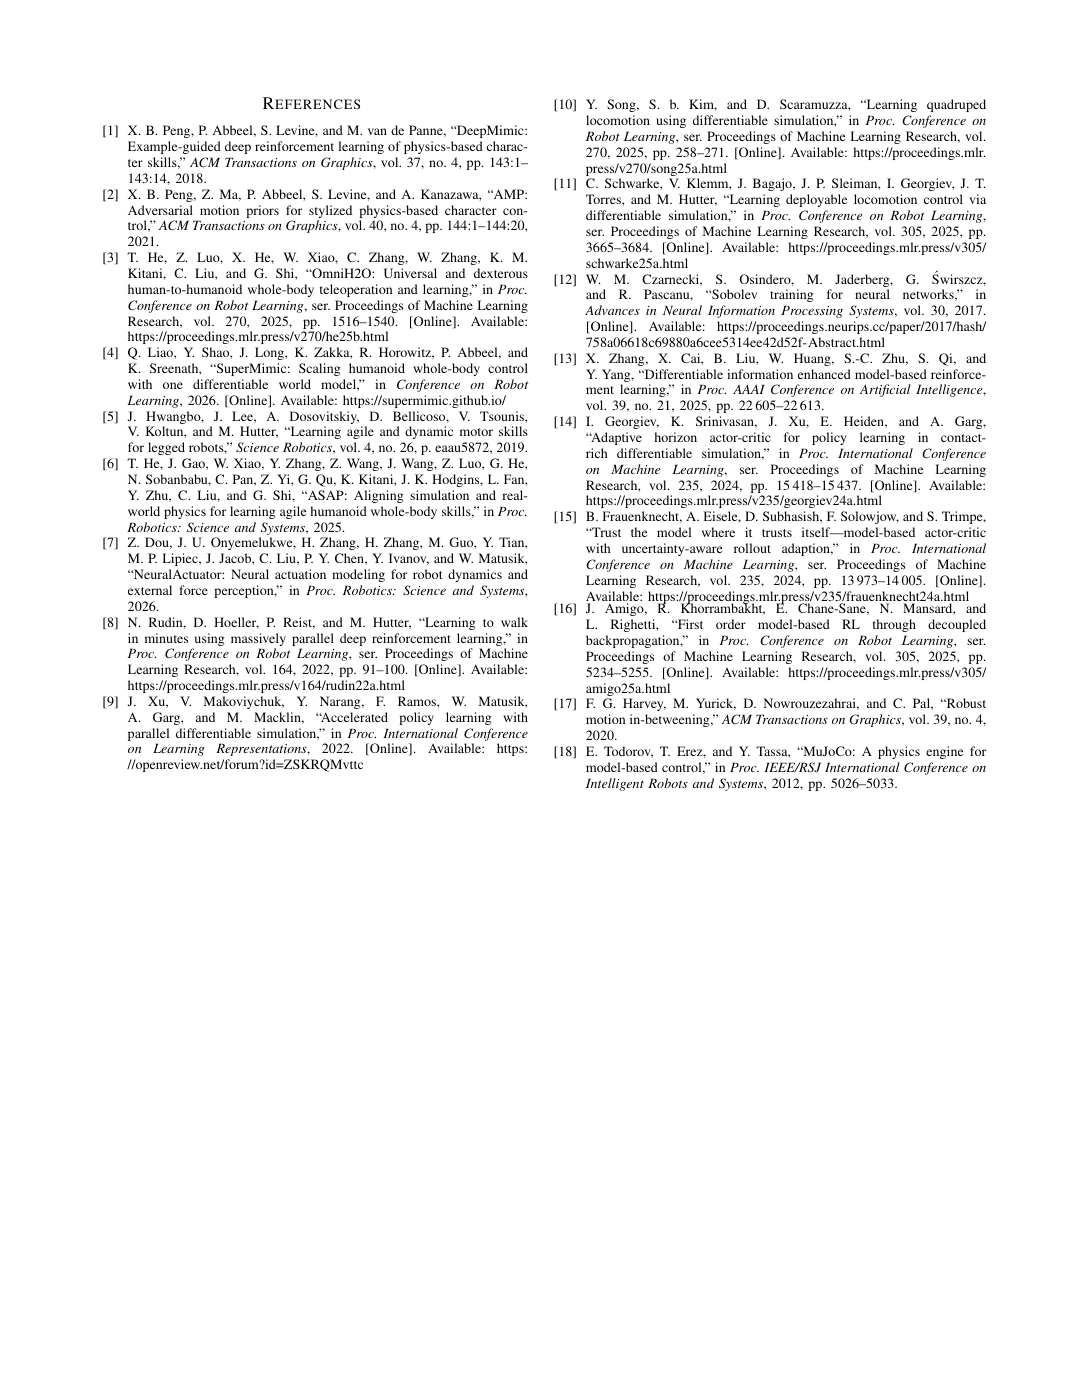 REFERENCES
[1] X. B. Peng, P. Abbeel, S. Levine, and M. van de Panne, “DeepMimic:
Example-guided deep reinforcement learning of physics-based charac-
ter skills,” ACM Transactions on Graphics, vol. 37, no. 4, pp. 143:1–
143:14, 2018.
[2] X. B. Peng, Z. Ma, P. Abbeel, S. Levine, and A. Kanazawa, “AMP:
Adversarial motion priors for stylized physics-based character con-
trol,” ACM Transactions on Graphics, vol. 40, no. 4, pp. 144:1–144:20,
2021.
[3] T. He, Z. Luo, X. He, W. Xiao, C. Zhang, W. Zhang, K. M.
Kitani, C. Liu, and G. Shi, “OmniH2O: Universal and dexterous
human-to-humanoid whole-body teleoperation and learning,” in Proc.
Conference on Robot Learning, ser. Proceedings of Machine Learning
Research, vol. 270, 2025, pp. 1516–1540. [Online]. Available:
https://proceedings.mlr.press/v270/he25b.html
[4] Q. Liao, Y. Shao, J. Long, K. Zakka, R. Horowitz, P. Abbeel, and
K. Sreenath, “SuperMimic: Scaling humanoid whole-body control
with one differentiable world model,” in Conference on Robot
Learning, 2026. [Online]. Available: https://supermimic.github.io/
[5] J. Hwangbo, J. Lee, A. Dosovitskiy, D. Bellicoso, V. Tsounis,
V. Koltun, and M. Hutter, “Learning agile and dynamic motor skills
for legged robots,” Science Robotics, vol. 4, no. 26, p. eaau5872, 2019.
[6] T. He, J. Gao, W. Xiao, Y. Zhang, Z. Wang, J. Wang, Z. Luo, G. He,
N. Sobanbabu, C. Pan, Z. Yi, G. Qu, K. Kitani, J. K. Hodgins, L. Fan,
Y. Zhu, C. Liu, and G. Shi, “ASAP: Aligning simulation and real-
world physics for learning agile humanoid whole-body skills,” in Proc.
Robotics: Science and Systems, 2025.
[7] Z. Dou, J. U. Onyemelukwe, H. Zhang, H. Zhang, M. Guo, Y. Tian,
M. P. Lipiec, J. Jacob, C. Liu, P. Y. Chen, Y. Ivanov, and W. Matusik,
“NeuralActuator: Neural actuation modeling for robot dynamics and
external force perception,” in Proc. Robotics: Science and Systems,
2026.
[8] N. Rudin, D. Hoeller, P. Reist, and M. Hutter, “Learning to walk
in minutes using massively parallel deep reinforcement learning,” in
Proc. Conference on Robot Learning, ser. Proceedings of Machine
Learning Research, vol. 164, 2022, pp. 91–100. [Online]. Available:
https://proceedings.mlr.press/v164/rudin22a.html
[9] J. Xu, V. Makoviychuk, Y. Narang, F. Ramos, W. Matusik,
A. Garg, and M. Macklin, “Accelerated policy learning with
parallel differentiable simulation,” in Proc. International Conference
on Learning Representations, 2022. [Online]. Available: https:
//openreview.net/forum?id=ZSKRQMvttc
[10] Y. Song, S. b. Kim, and D. Scaramuzza, “Learning quadruped
locomotion using differentiable simulation,” in Proc. Conference on
Robot Learning, ser. Proceedings of Machine Learning Research, vol.
270, 2025, pp. 258–271. [Online]. Available: https://proceedings.mlr.
press/v270/song25a.html
[11] C. Schwarke, V. Klemm, J. Bagajo, J. P. Sleiman, I. Georgiev, J. T.
Torres, and M. Hutter, “Learning deployable locomotion control via
differentiable simulation,” in Proc. Conference on Robot Learning,
ser. Proceedings of Machine Learning Research, vol. 305, 2025, pp.
3665–3684. [Online]. Available: https://proceedings.mlr.press/v305/
schwarke25a.html
[12] W. M. Czarnecki, S. Osindero, M. Jaderberg, G. Świrszcz,
and R. Pascanu, “Sobolev training for neural networks,” in
Advances in Neural Information Processing Systems, vol. 30, 2017.
[Online]. Available: https://proceedings.neurips.cc/paper/2017/hash/
758a06618c69880a6cee5314ee42d52f-Abstract.html
[13] X. Zhang, X. Cai, B. Liu, W. Huang, S.-C. Zhu, S. Qi, and
Y. Yang, “Differentiable information enhanced model-based reinforce-
ment learning,” in Proc. AAAI Conference on Artificial Intelligence,
vol. 39, no. 21, 2025, pp. 22 605–22 613.
[14] I. Georgiev, K. Srinivasan, J. Xu, E. Heiden, and A. Garg,
“Adaptive horizon actor-critic for policy learning in contact-
rich differentiable simulation,” in Proc. International Conference
on Machine Learning, ser. Proceedings of Machine Learning
Research, vol. 235, 2024, pp. 15 418–15 437. [Online]. Available:
https://proceedings.mlr.press/v235/georgiev24a.html
[15] B. Frauenknecht, A. Eisele, D. Subhasish, F. Solowjow, and S. Trimpe,
“Trust the model where it trusts itself—model-based actor-critic
with uncertainty-aware rollout adaption,” in Proc. International
Conference on Machine Learning, ser. Proceedings of Machine
Learning Research, vol. 235, 2024, pp. 13 973–14 005. [Online].
Available: https://proceedings.mlr.press/v235/frauenknecht24a.html
[16] J. Amigo, R. Khorrambakht, E. Chane-Sane, N. Mansard, and
L. Righetti, “First order model-based RL through decoupled
backpropagation,” in Proc. Conference on Robot Learning, ser.
Proceedings of Machine Learning Research, vol. 305, 2025, pp.
5234–5255. [Online]. Available: https://proceedings.mlr.press/v305/
amigo25a.html
[17] F. G. Harvey, M. Yurick, D. Nowrouzezahrai, and C. Pal, “Robust
motion in-betweening,” ACM Transactions on Graphics, vol. 39, no. 4,
2020.
[18] E. Todorov, T. Erez, and Y. Tassa, “MuJoCo: A physics engine for
model-based control,” in Proc. IEEE/RSJ International Conference on
Intelligent Robots and Systems, 2012, pp. 5026–5033.